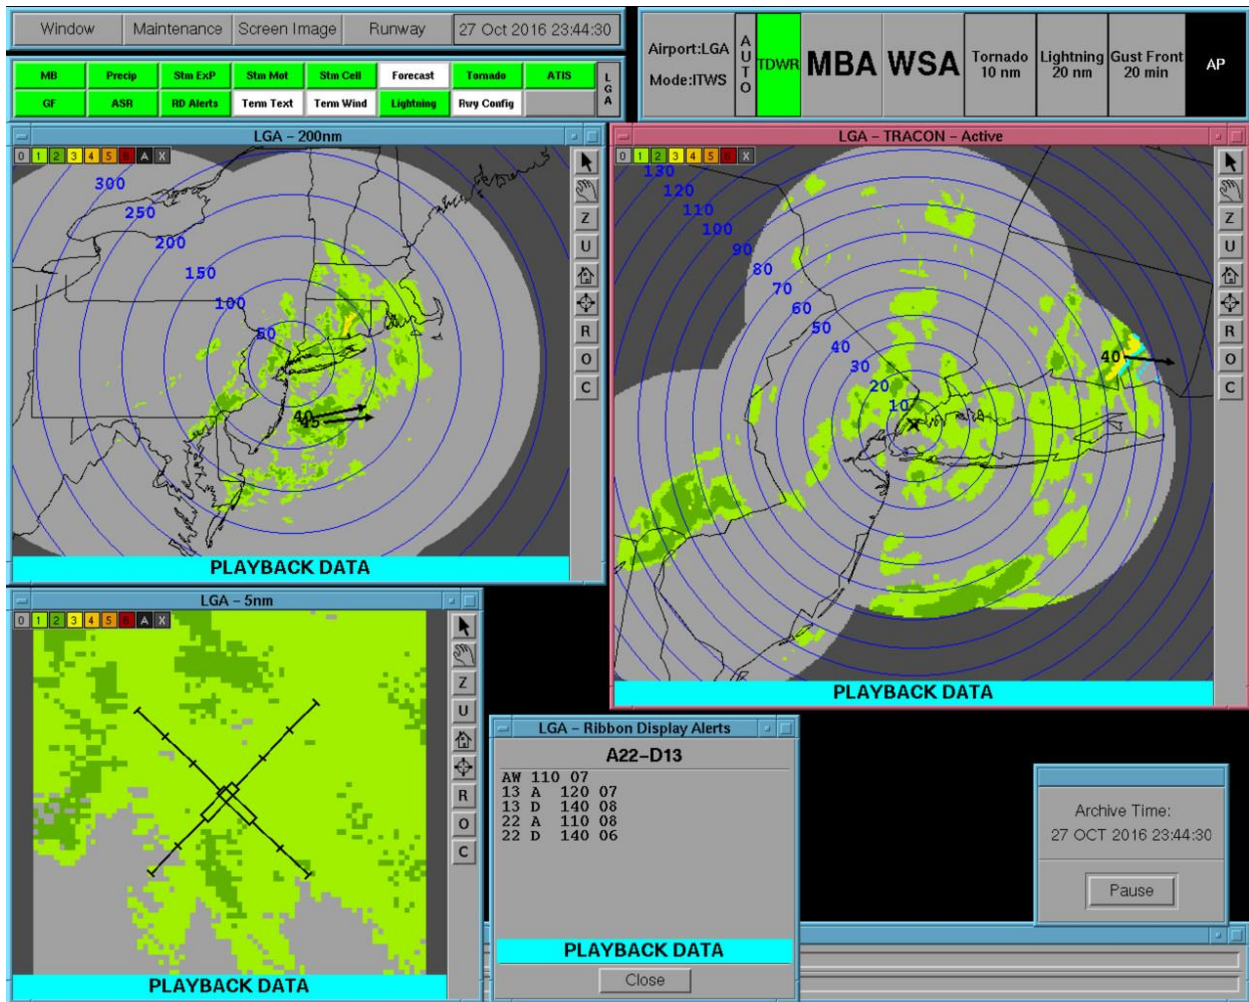 Window Maintenance Screen Image Runway 27 Oct 2016 23:44:30
MB Precip Stm ExP Stm Mot Stm Cell Forecast Tornado ATIS
GF ASR RD Alerts Term Text Term Wind Lightning Rwy Config
LGA
Airport:LGA
Mode:ITWS
AUTO
TDWR
MBA
WSA
Tornado
10 nm
Lightning
20 nm
Gust Front
20 min
AP
LGA – 200nm
0 1 2 3 4 5 6 A X
300
250
200
150
100
50
40
45
Z
U
R
O
C
PLAYBACK DATA
LGA – TRACON – Active
0 1 2 3 4 5 6 X
130
120
110
100
90
80
70
60
50
40
30
20
10
40
Z
U
R
O
C
PLAYBACK DATA
LGA – 5nm
0 1 2 3 4 5 6 A X
Z
U
R
O
C
PLAYBACK DATA
LGA – Ribbon Display Alerts
A22–D13
AW 110 07
13 A 120 07
13 D 140 08
22 A 110 08
22 D 140 06
PLAYBACK DATA
Close
Archive Time:
27 OCT 2016 23:44:30
Pause